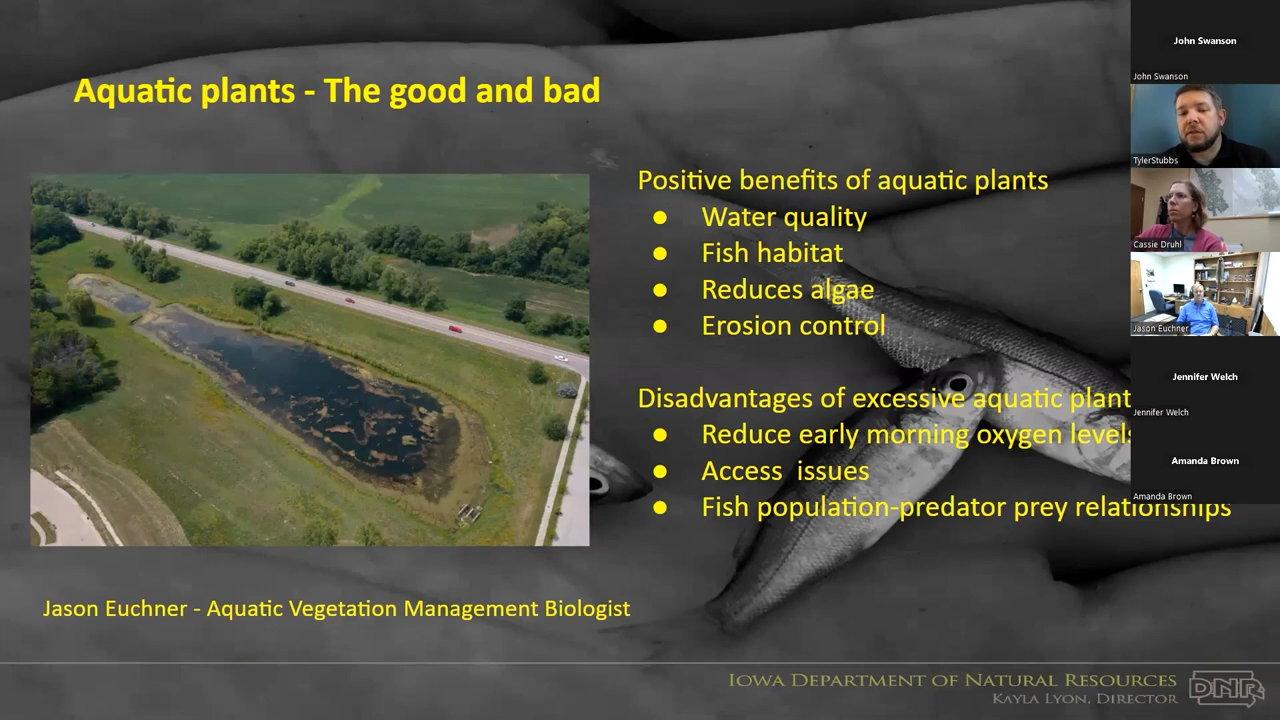 Aquatic plants - The good and bad
Positive benefits of aquatic plants
● Water quality
● Fish habitat
● Reduces algae
● Erosion control
Disadvantages of excessive aquatic plant
● Reduce early morning oxygen levels
● Access issues
● Fish population-predator prey relationships
Jason Euchner - Aquatic Vegetation Management Biologist
IOWA DEPARTMENT OF NATURAL RESOURCES
KAYLA LYON, DIRECTOR
DNR
John Swanson
John Swanson
TylerStubbs
Cassie Druhl
Jason Euchner
Jennifer Welch
Jennifer Welch
Amanda Brown
Amanda Brown